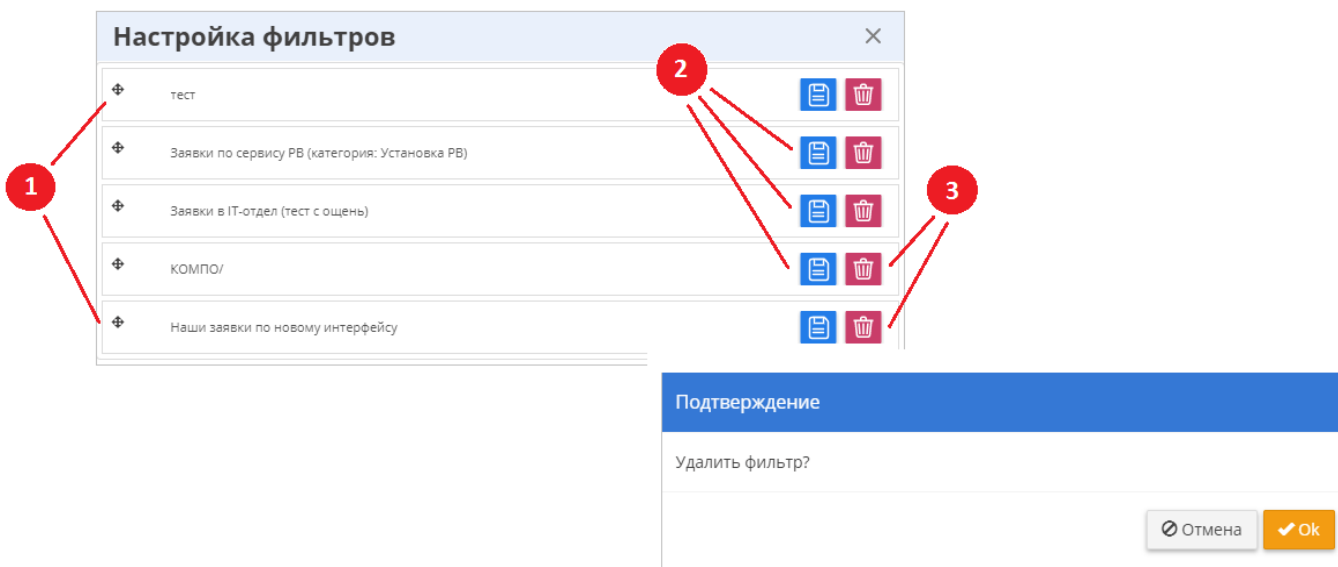 Настройка фильтров
2
тест
Заявки по сервису РВ (категория: Установка РВ)
1
3
Заявки в IT-отдел (тест с ощень)
КОМПО/
Наши заявки по новому интерфейсу
Подтверждение
Удалить фильтр?
Отмена
Ok